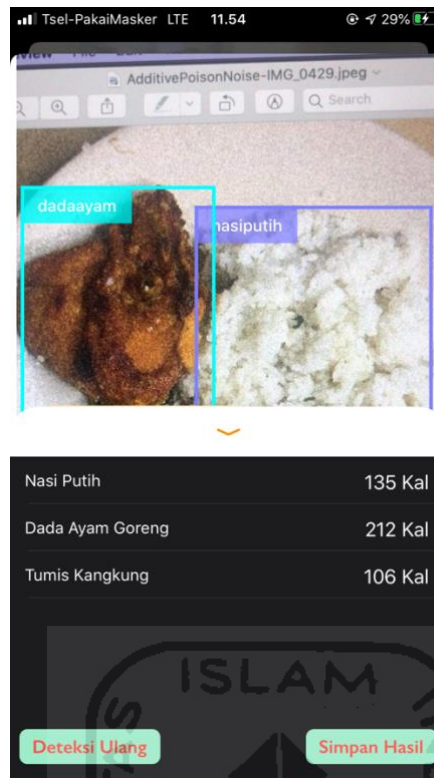 Tsel-PakaiMasker LTE 11.54 29%
AdditivePoisonNoise-IMG_0429.jpeg
Search
dadaayam
nasiputih
Nasi Putih 135 Kal
Dada Ayam Goreng 212 Kal
Tumis Kangkung 106 Kal
ISLAM
Deteksi Ulang Simpan Hasil